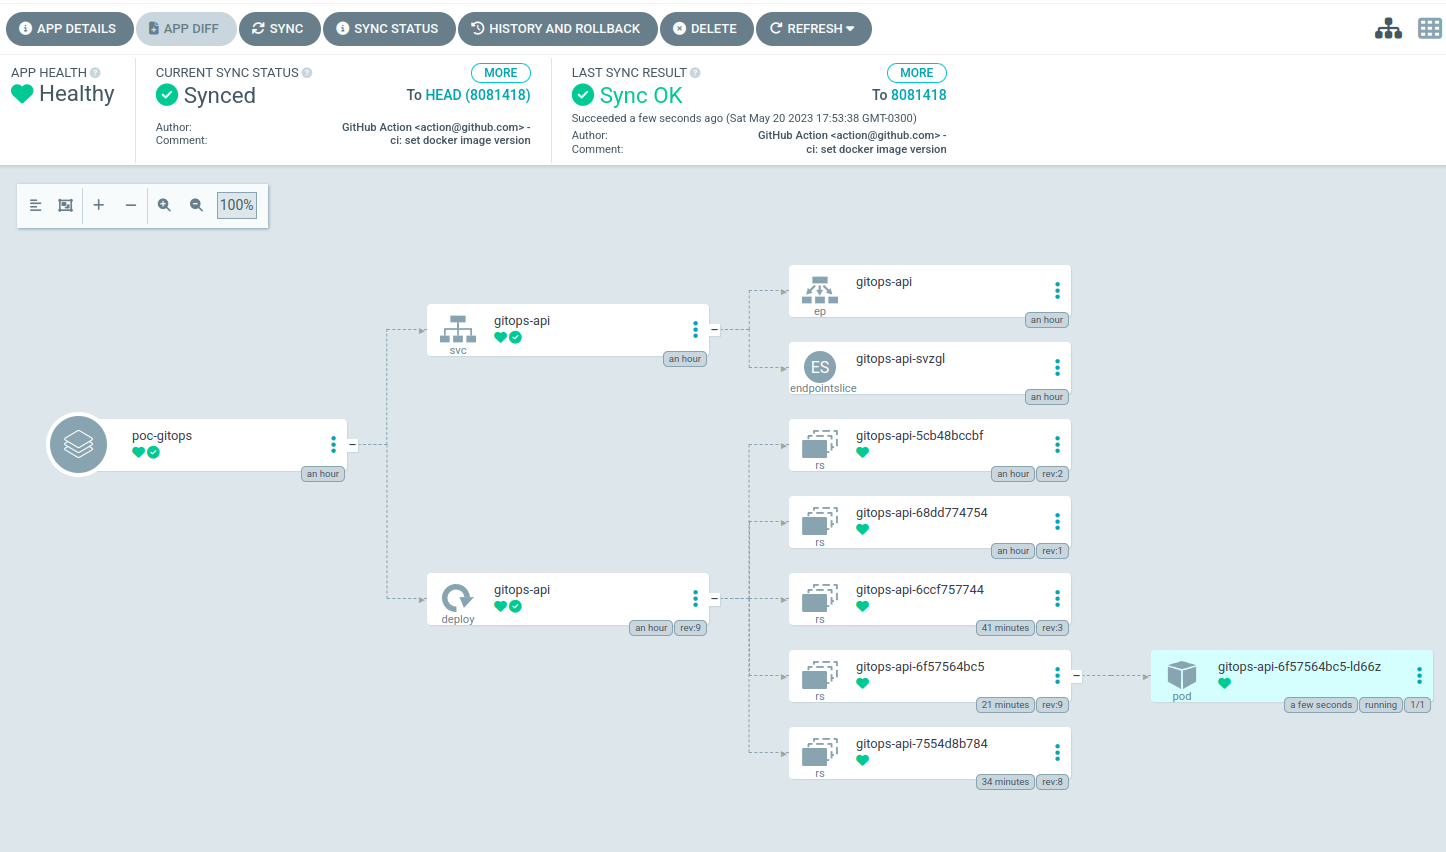 APP DETAILS APP DIFF SYNC SYNC STATUS HISTORY AND ROLLBACK DELETE REFRESH
APP HEALTH ?
Healthy
CURRENT SYNC STATUS ? MORE
Synced To HEAD (8081418)
Author: GitHub Action <action@github.com> -
Comment: ci: set docker image version
LAST SYNC RESULT ? MORE
Sync OK To 8081418
Succeeded a few seconds ago (Sat May 20 2023 17:53:38 GMT-0300)
Author: GitHub Action <action@github.com> -
Comment: ci: set docker image version
100%
poc-gitops
an hour
gitops-api
svc
an hour
gitops-api
deploy
an hour rev:9
gitops-api
ep
an hour
ES
gitops-api-svzgl
endpointslice
an hour
gitops-api-5cb48bccbf
rs
an hour rev:2
gitops-api-68dd774754
rs
an hour rev:1
gitops-api-6ccf757744
rs
41 minutes rev:3
gitops-api-6f57564bc5
rs
21 minutes rev:9
gitops-api-7554d8b784
rs
34 minutes rev:8
gitops-api-6f57564bc5-ld66z
pod
a few seconds running 1/1